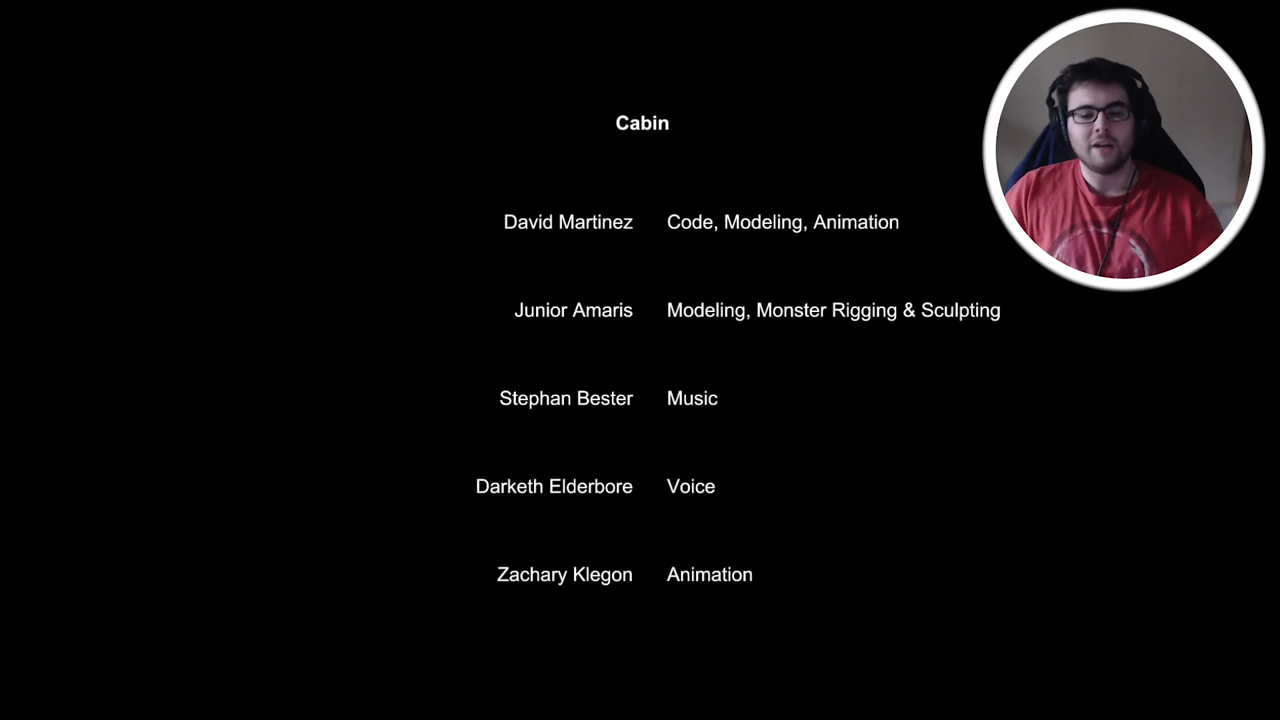 Cabin
David Martinez Code, Modeling, Animation
Junior Amaris Modeling, Monster Rigging & Sculpting
Stephan Bester Music
Darketh Elderbore Voice
Zachary Klegon Animation